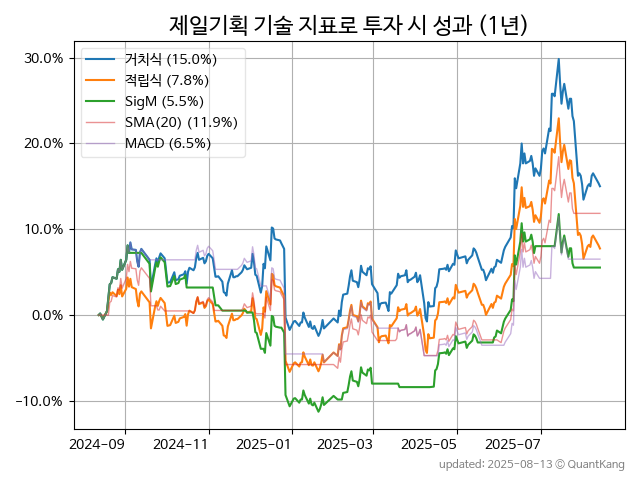 제일기획 기술 지표로 투자 시 성과 (1년)
30.0%
20.0%
10.0%
0.0%
−10.0%
거치식 (15.0%)
적립식 (7.8%)
SigM (5.5%)
SMA(20) (11.9%)
MACD (6.5%)
2024-09
2024-11
2025-01
2025-03
2025-05
2025-07
updated: 2025-08-13 ⓒ QuantKang